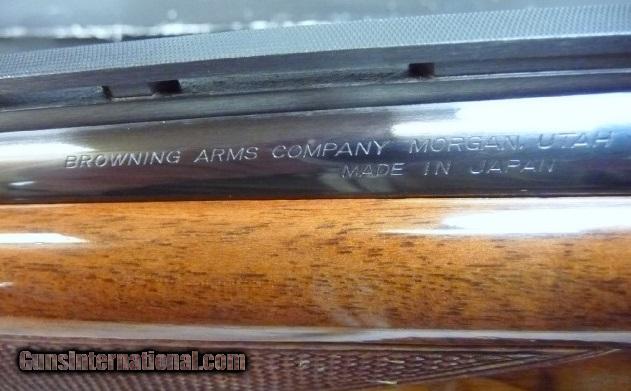 BROWNING ARMS COMPANY MORGAN, UTAH
MADE IN JAPAN
GunsInternational.com